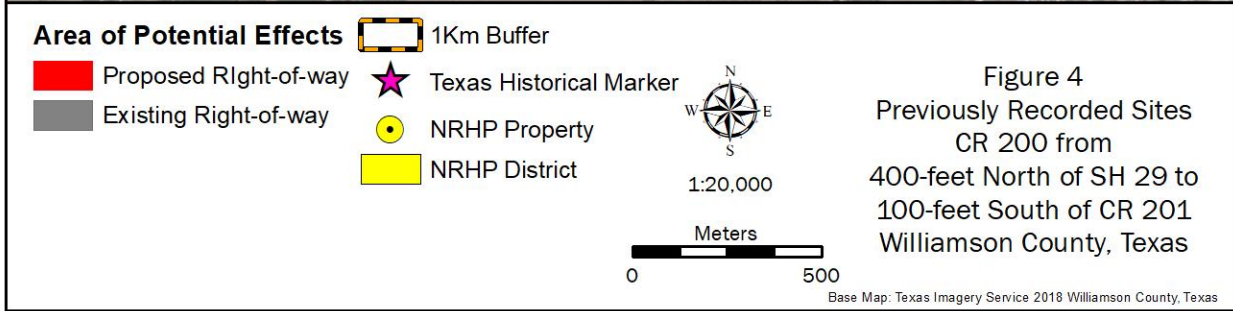 Area of Potential Effects
Proposed RIght-of-way
Existing Right-of-way
1Km Buffer
Texas Historical Marker
NRHP Property
NRHP District
N
W E
S
1:20,000
Meters
0 500
Figure 4
Previously Recorded Sites
CR 200 from
400-feet North of SH 29 to
100-feet South of CR 201
Williamson County, Texas
Base Map: Texas Imagery Service 2018 Williamson County, Texas